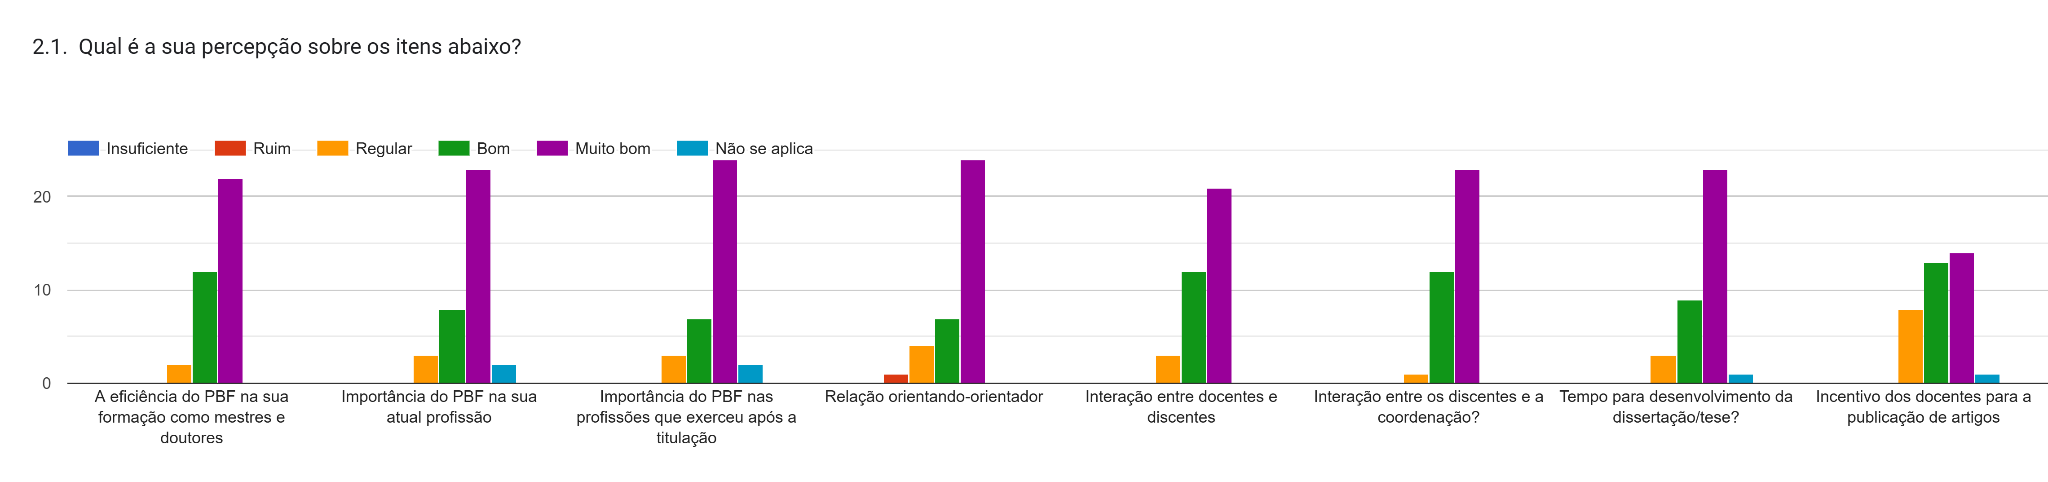 2.1. Qual é a sua percepção sobre os itens abaixo?
Insuficiente Ruim Regular Bom Muito bom Não se aplica
20
10
0
A eficiência do PBF na sua
formação como mestres e
doutores
Importância do PBF na sua
atual profissão
Importância do PBF nas
profissões que exerceu após a
titulação
Relação orientando-orientador
Interação entre docentes e
discentes
Interação entre os discentes e a
coordenação?
Tempo para desenvolvimento da
dissertação/tese?
Incentivo dos docentes para a
publicação de artigos